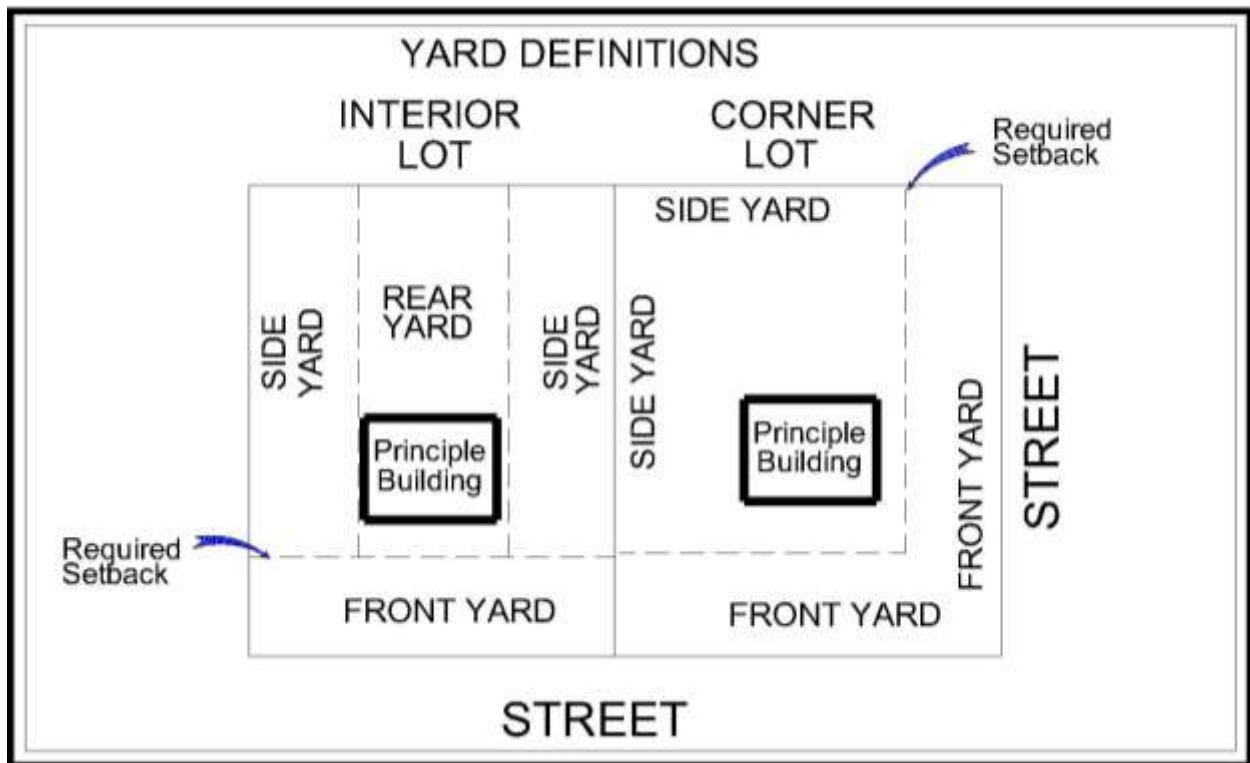 YARD DEFINITIONS
INTERIOR
LOT
CORNER
LOT
Required
Setback
SIDE YARD
SIDE
YARD
REAR
YARD
SIDE
YARD
SIDE YARD
Principle
Building
Principle
Building
FRONT YARD
STREET
Required
Setback
FRONT YARD
FRONT YARD
STREET